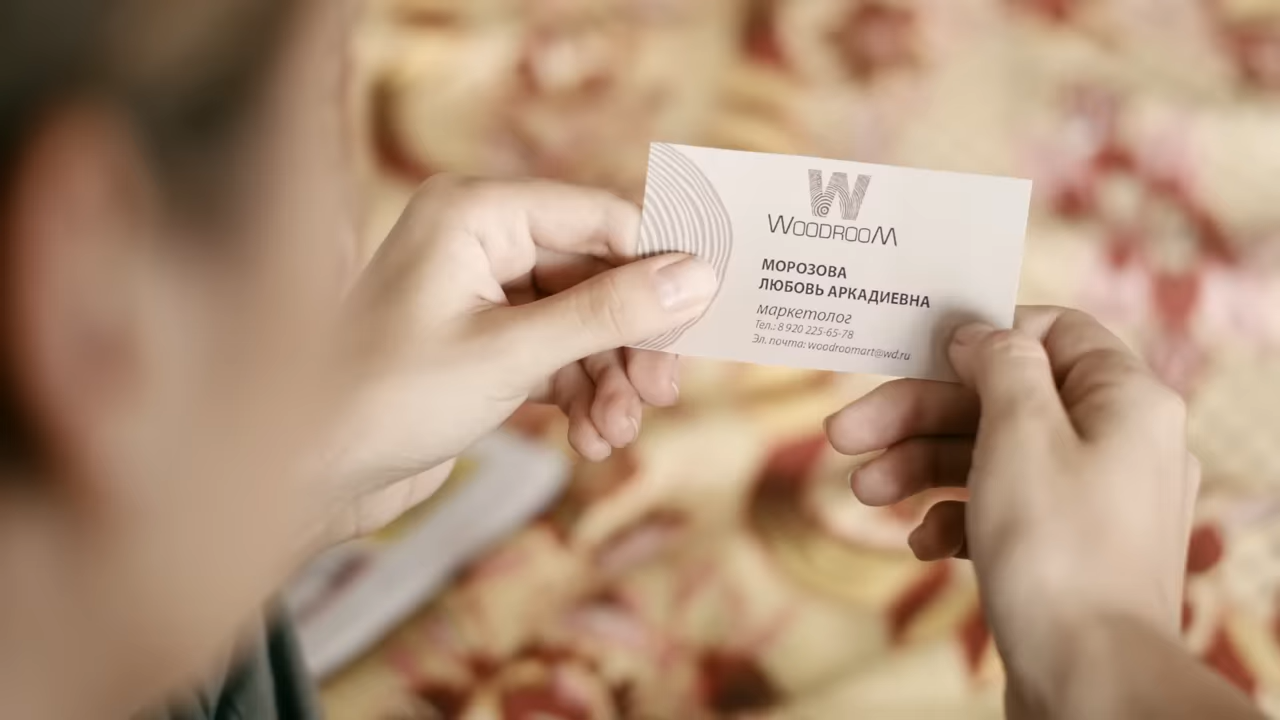 W
WOODROOM
МОРОЗОВА
ЛЮБОВЬ АРКАДИЕВНА
маркетолог
Тел.: 8 920 225-65-78
Эл. почта: woodroomart@wd.ru